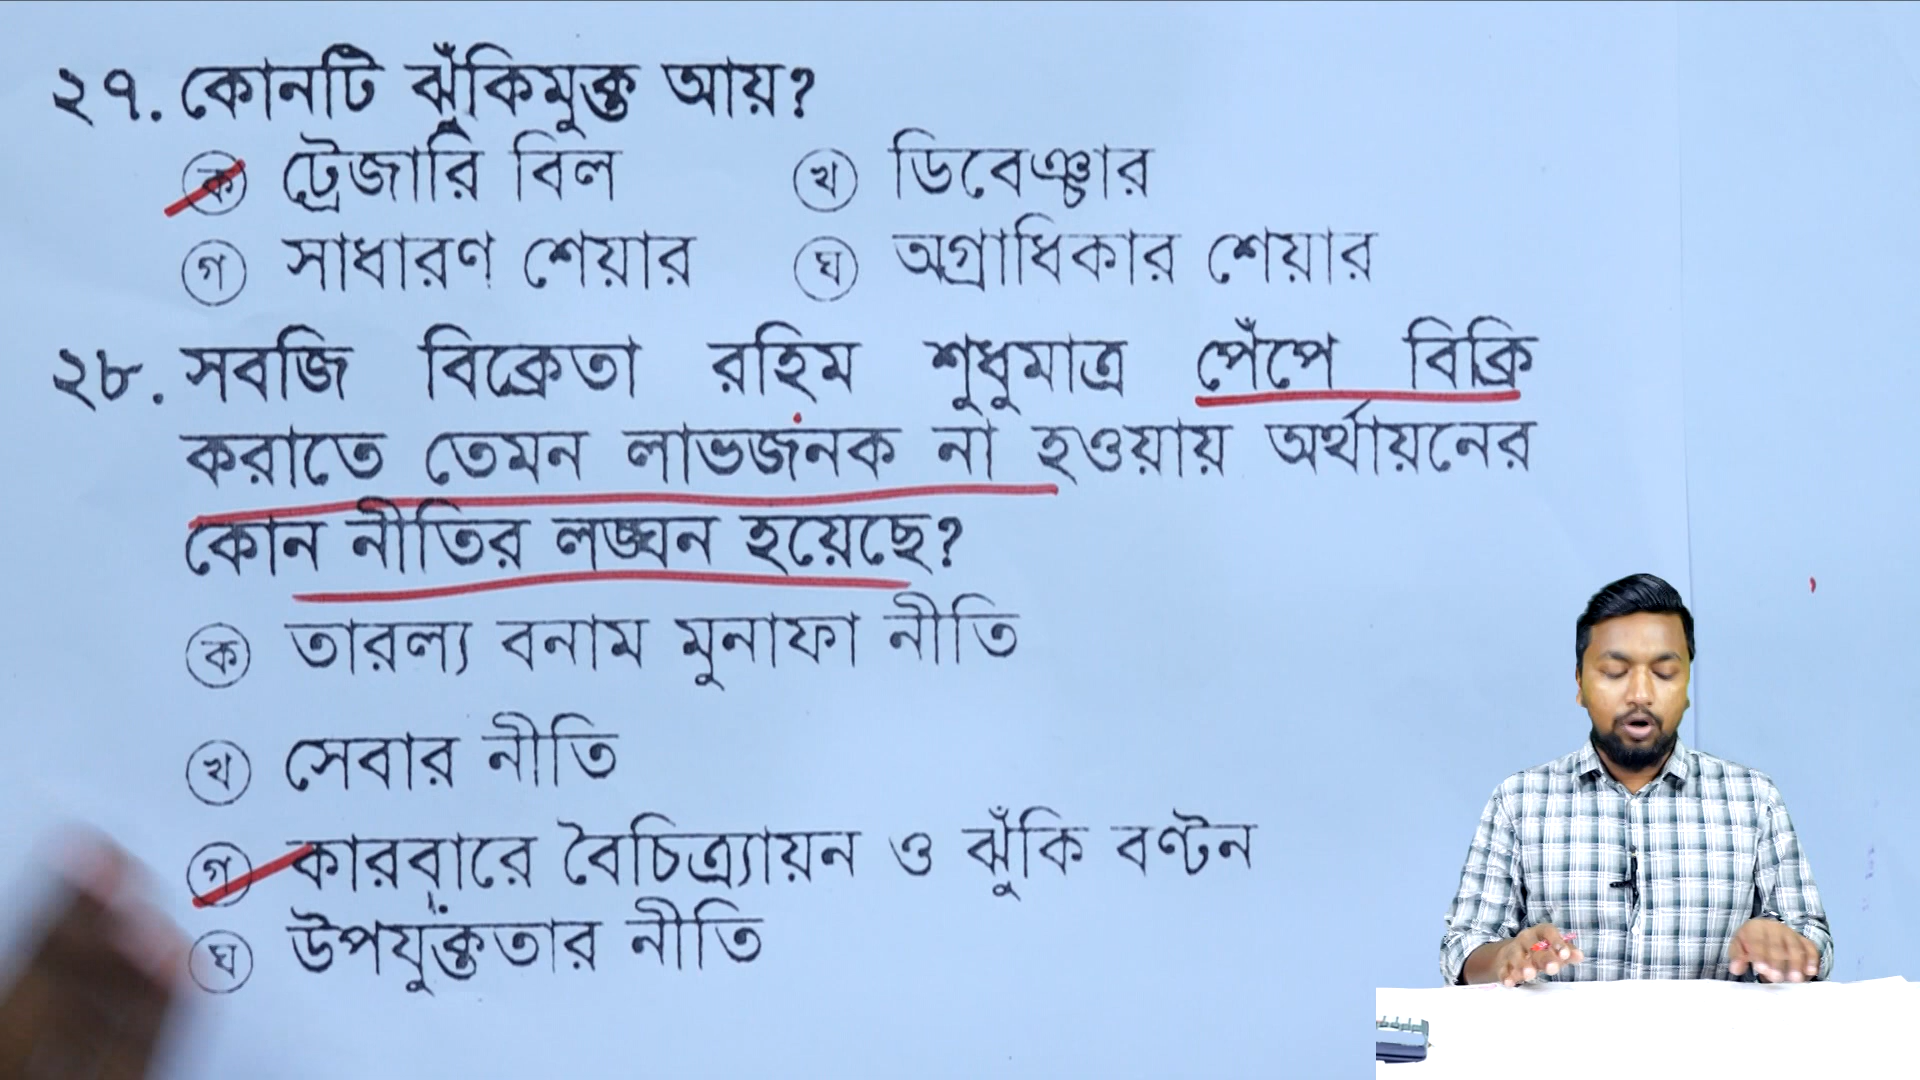 ২৭. কোনটি ঝুঁকিমুক্ত আয়?
ক ট্রেজারি বিল খ ডিবেঞ্চার
গ সাধারণ শেয়ার ঘ অগ্রাধিকার শেয়ার
২৮. সবজি বিক্রেতা রহিম শুধুমাত্র পেঁপে বিক্রি
করাতে তেমন লাভজনক না হওয়ায় অর্থায়নের
কোন নীতির লঙ্ঘন হয়েছে?
ক তারল্য বনাম মুনাফা নীতি
খ সেবার নীতি
গ কারবারে বৈচিত্র্যায়ন ও ঝুঁকি বণ্টন
ঘ উপযুক্ততার নীতি